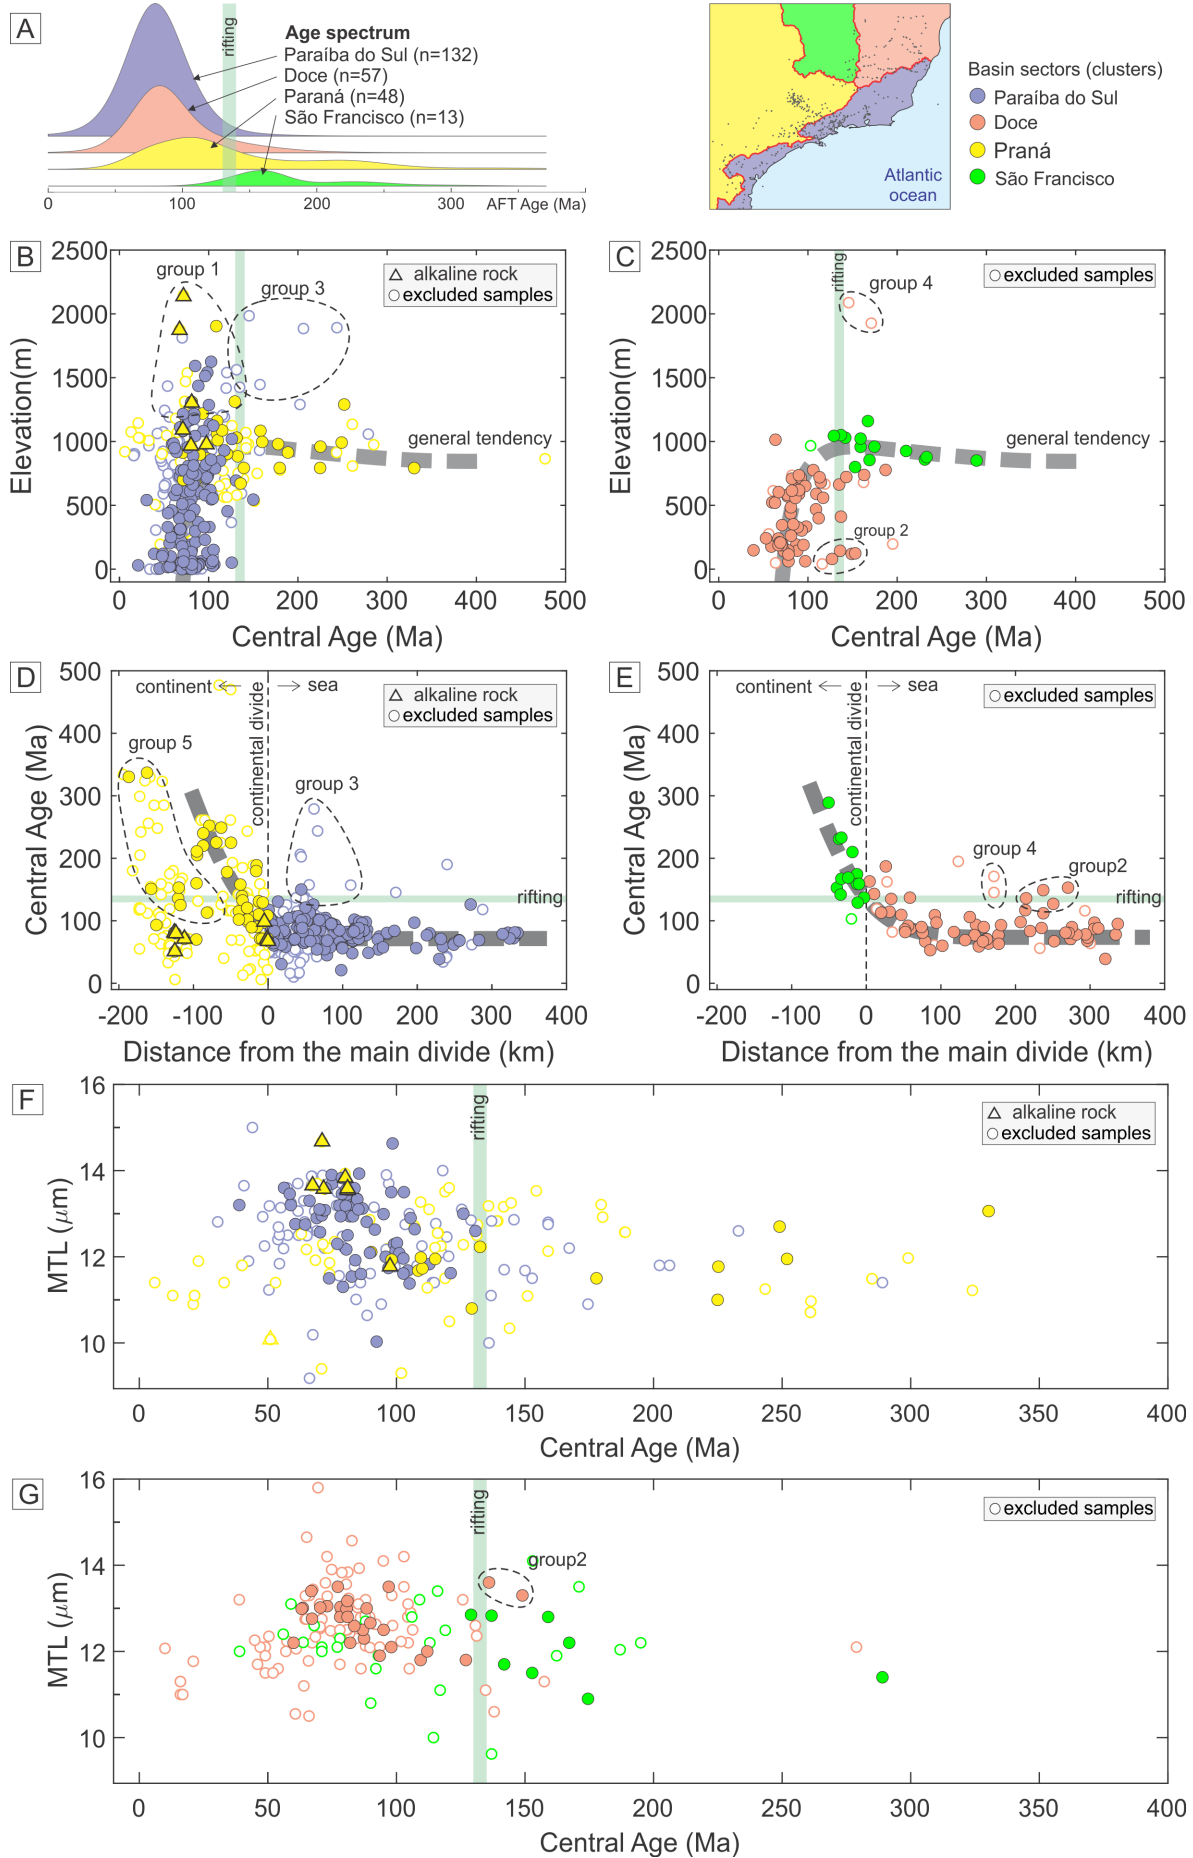 A
rifting
Age spectrum
Paraíba do Sul (n=132)
Doce (n=57)
Paraná (n=48)
São Francisco (n=13)
0 100 200 300 AFT Age (Ma)
Basin sectors (clusters)
Paraíba do Sul
Doce
Praná
São Francisco
Atlantic
ocean
B
2500
2000
1500
1000
500
0
Elevation(m)
group 1
group 3
alkaline rock
excluded samples
general tendency
0 100 200 300 400 500
Central Age (Ma)
C
2500
2000
1500
1000
500
0
Elevation(m)
rifting
group 4
excluded samples
general tendency
group 2
0 100 200 300 400 500
Central Age (Ma)
D
500
400
300
200
100
0
Central Age (Ma)
continent
sea
continental divide
alkaline rock
excluded samples
group 5
group 3
-200 -100 0 100 200 300 400
Distance from the main divide (km)
E
500
400
300
200
100
0
Central Age (Ma)
continent
sea
continental divide
excluded samples
group 4
group2
rifting
-200 -100 0 100 200 300 400
Distance from the main divide (km)
F
16
14
12
10
MTL (μm)
rifting
alkaline rock
excluded samples
0 50 100 150 200 250 300 350 400
Central Age (Ma)
G
16
14
12
10
MTL (μm)
rifting
excluded samples
group2
0 50 100 150 200 250 300 350 400
Central Age (Ma)